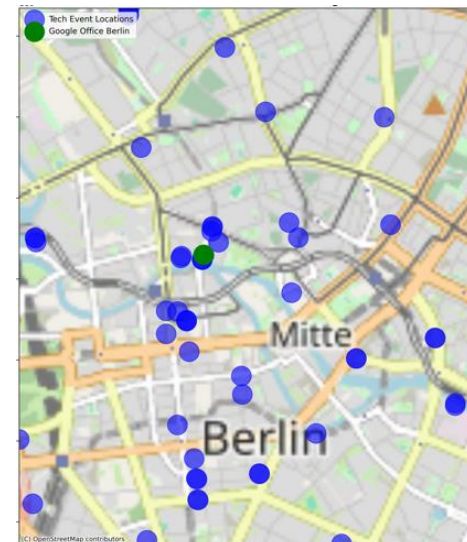 Tech Event Locations
Google Office Berlin
Mitte
Berlin
(C) OpenStreetMap contributors